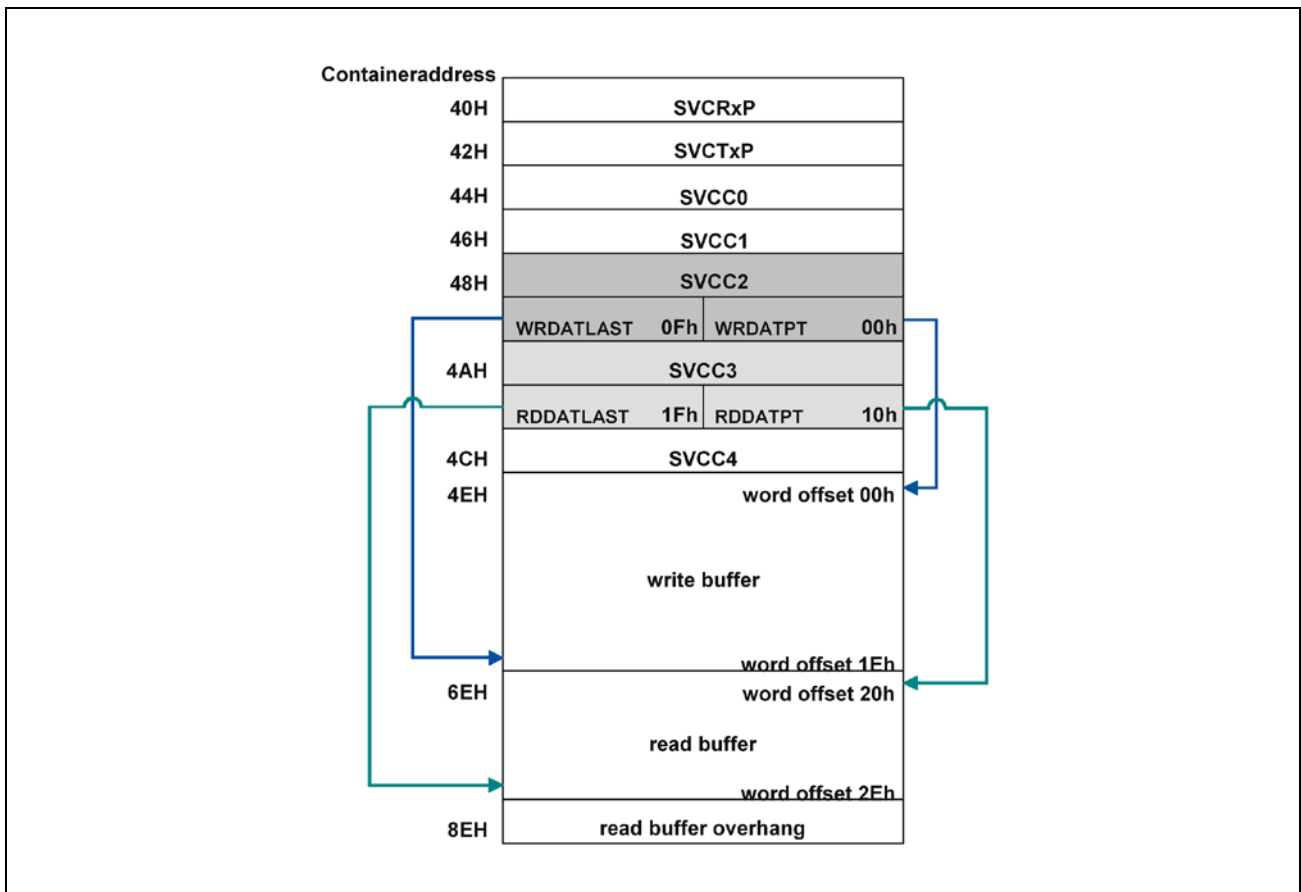 Containeraddress
40H SVCRxP
42H SVCTxP
44H SVCC0
46H SVCC1
48H SVCC2
WRDATLAST 0Fh WRDATPT 00h
4AH SVCC3
RDDATLAST 1Fh RDDATPT 10h
4CH SVCC4
4EH word offset 00h
write buffer
word offset 1Eh
6EH word offset 20h
read buffer
word offset 2Eh
8EH read buffer overhang